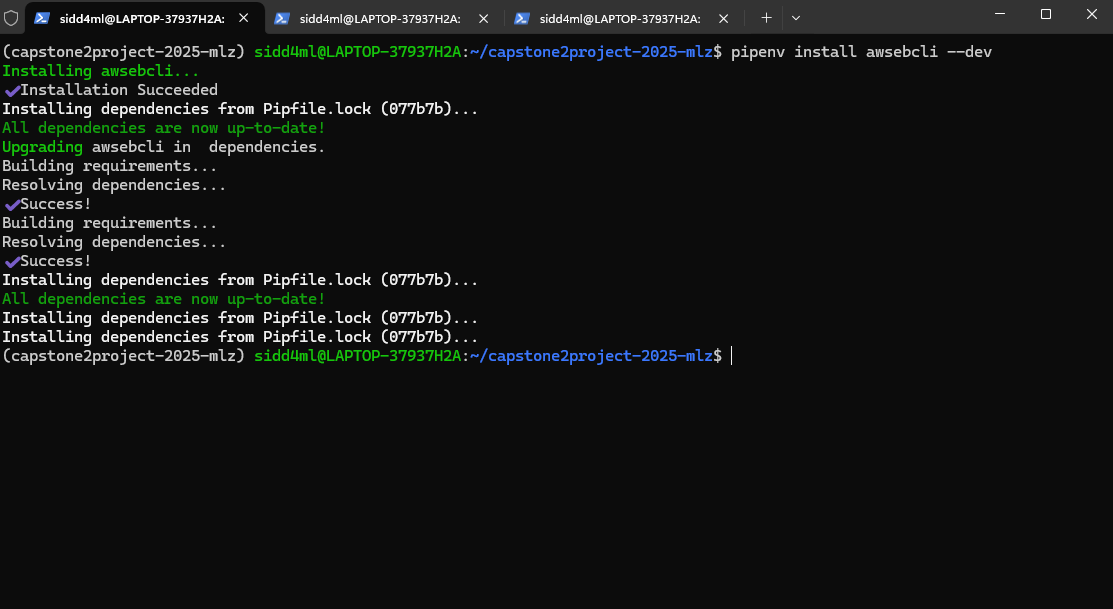 sidd4ml@LAPTOP-37937H2A: sidd4ml@LAPTOP-37937H2A: sidd4ml@LAPTOP-37937H2A:
(capstone2project-2025-mlz) sidd4ml@LAPTOP-37937H2A:~/capstone2project-2025-mlz$ pipenv install awsebcli --dev
Installing awsebcli...
✔Installation Succeeded
Installing dependencies from Pipfile.lock (077b7b)...
All dependencies are now up-to-date!
Upgrading awsebcli in  dependencies.
Building requirements...
Resolving dependencies...
✔Success!
Building requirements...
Resolving dependencies...
✔Success!
Installing dependencies from Pipfile.lock (077b7b)...
All dependencies are now up-to-date!
Installing dependencies from Pipfile.lock (077b7b)...
Installing dependencies from Pipfile.lock (077b7b)...
(capstone2project-2025-mlz) sidd4ml@LAPTOP-37937H2A:~/capstone2project-2025-mlz$